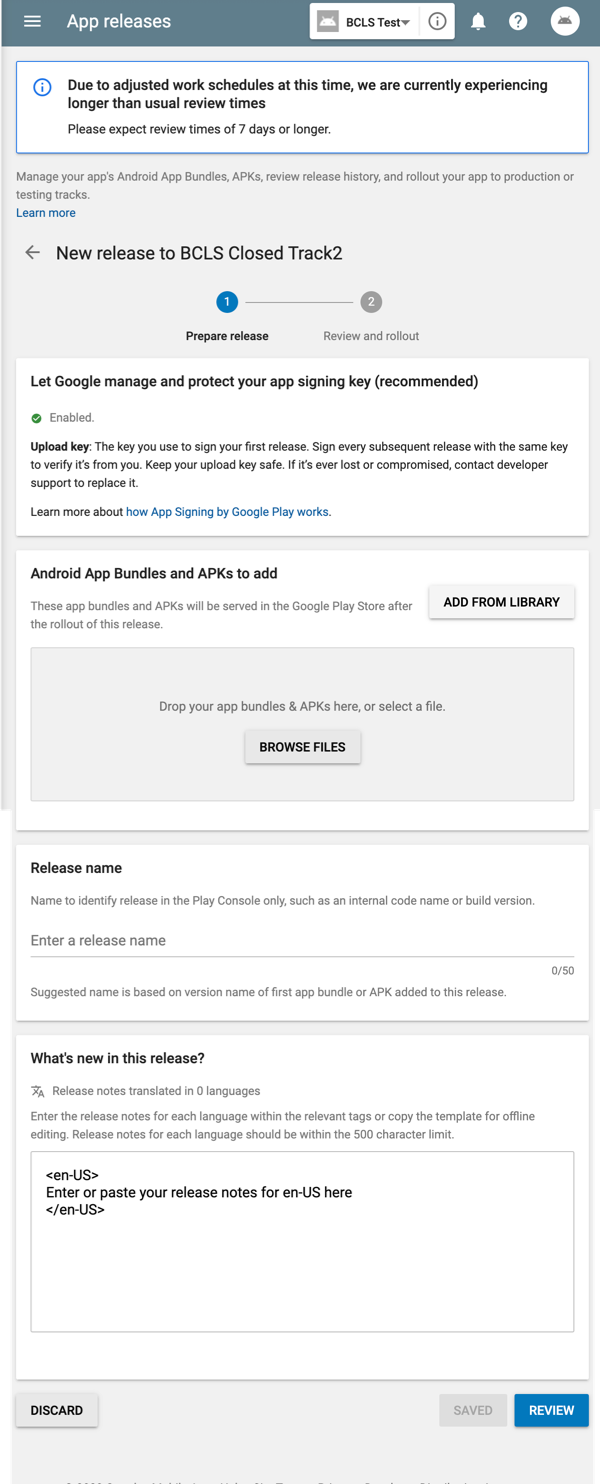 App releases
BCLS Test
Due to adjusted work schedules at this time, we are currently experiencing
longer than usual review times
Please expect review times of 7 days or longer.
Manage your app's Android App Bundles, APKs, review release history, and rollout your app to production or
testing tracks.
Learn more
New release to BCLS Closed Track2
1
2
Prepare release
Review and rollout
Let Google manage and protect your app signing key (recommended)
Enabled.
Upload key: The key you use to sign your first release. Sign every subsequent release with the same key
to verify it's from you. Keep your upload key safe. If it's ever lost or compromised, contact developer
support to replace it.
Learn more about how App Signing by Google Play works.
Android App Bundles and APKs to add
These app bundles and APKs will be served in the Google Play Store after
the rollout of this release.
ADD FROM LIBRARY
Drop your app bundles & APKs here, or select a file.
BROWSE FILES
Release name
Name to identify release in the Play Console only, such as an internal code name or build version.
Enter a release name
0/50
Suggested name is based on version name of first app bundle or APK added to this release.
What's new in this release?
Release notes translated in 0 languages
Enter the release notes for each language within the relevant tags or copy the template for offline
editing. Release notes for each language should be within the 500 character limit.
<en-US>
Enter or paste your release notes for en-US here
</en-US>
DISCARD
SAVED
REVIEW